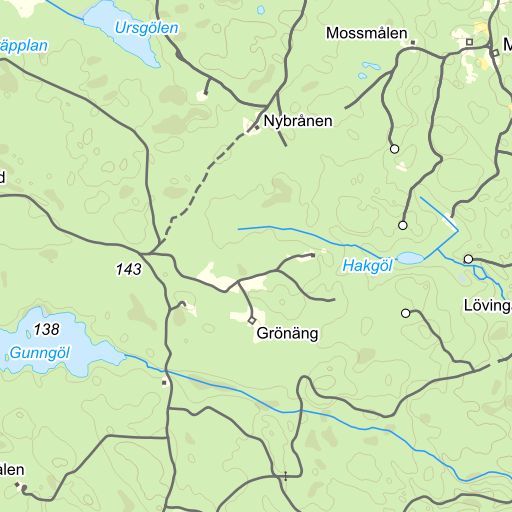 Ursgölen
äpplan
Mossmålen
M
Nybrånen
d
143
Hakgöl
Löving
138
Gunngöl
Grönäng
alen